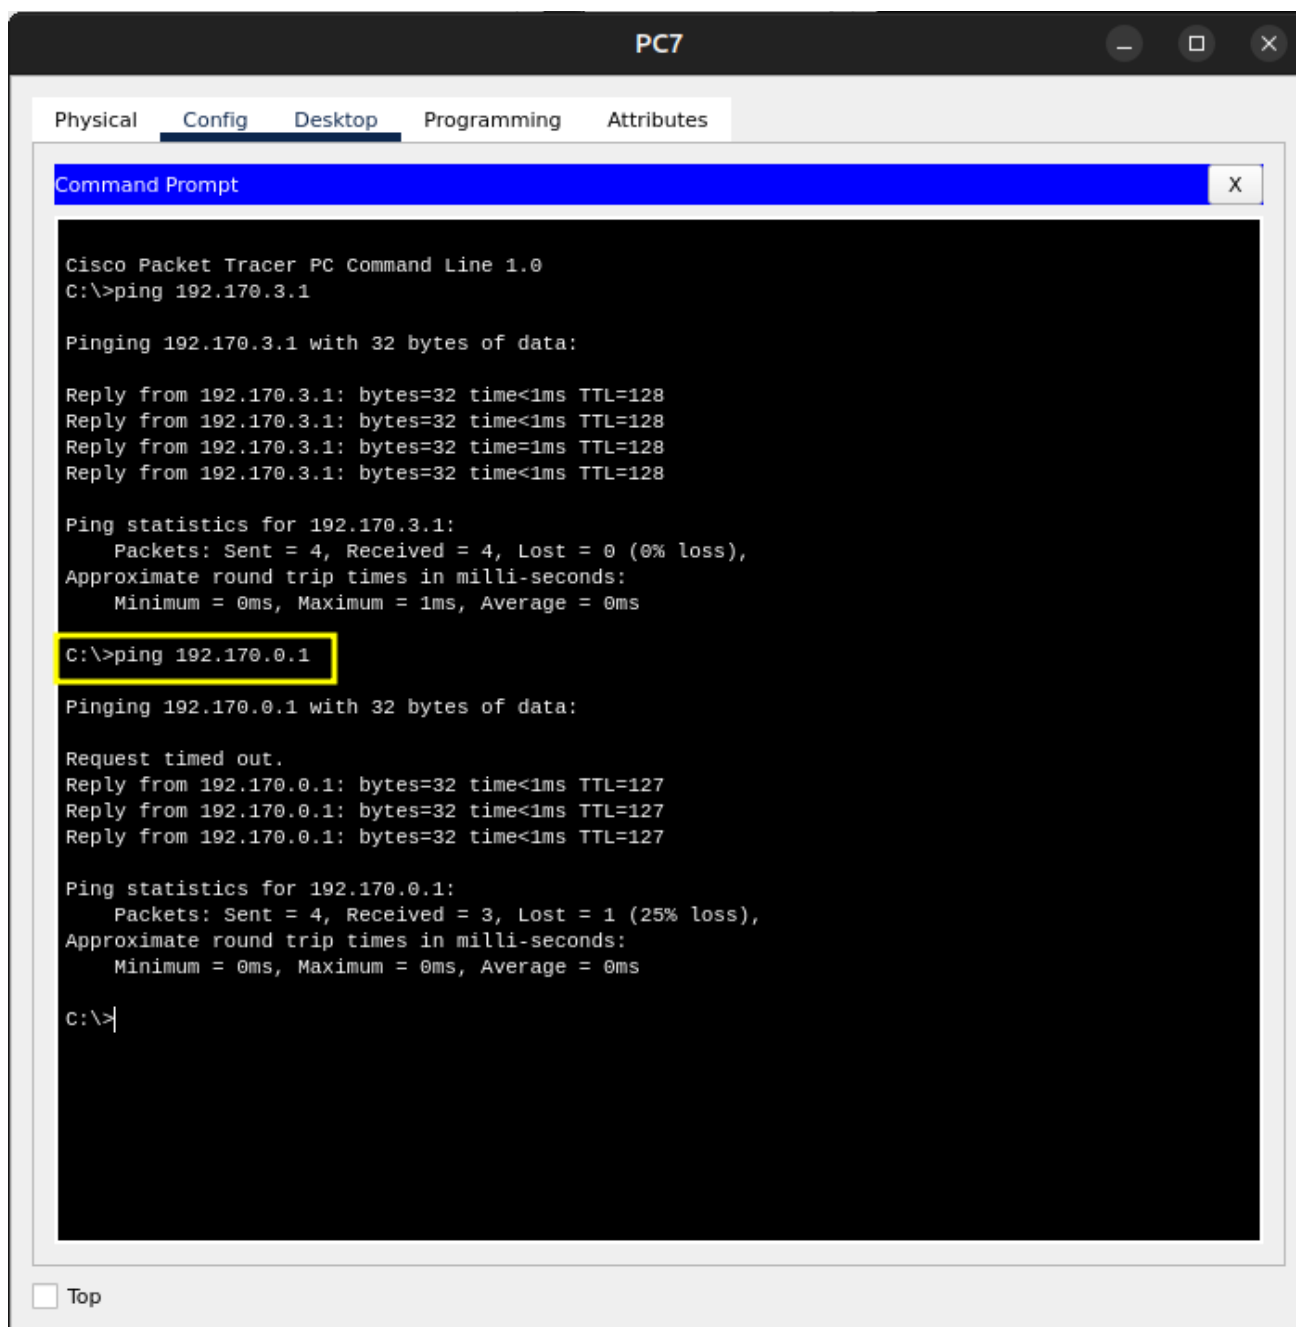 PC7
Physical Config Desktop Programming Attributes
Command Prompt X
Cisco Packet Tracer PC Command Line 1.0
C:\>ping 192.170.3.1
Pinging 192.170.3.1 with 32 bytes of data:
Reply from 192.170.3.1: bytes=32 time<1ms TTL=128
Reply from 192.170.3.1: bytes=32 time<1ms TTL=128
Reply from 192.170.3.1: bytes=32 time=1ms TTL=128
Reply from 192.170.3.1: bytes=32 time<1ms TTL=128
Ping statistics for 192.170.3.1:
Packets: Sent = 4, Received = 4, Lost = 0 (0% loss),
Approximate round trip times in milli-seconds:
Minimum = 0ms, Maximum = 1ms, Average = 0ms
C:\>ping 192.170.0.1
Pinging 192.170.0.1 with 32 bytes of data:
Request timed out.
Reply from 192.170.0.1: bytes=32 time<1ms TTL=127
Reply from 192.170.0.1: bytes=32 time<1ms TTL=127
Reply from 192.170.0.1: bytes=32 time<1ms TTL=127
Ping statistics for 192.170.0.1:
Packets: Sent = 4, Received = 3, Lost = 1 (25% loss),
Approximate round trip times in milli-seconds:
Minimum = 0ms, Maximum = 0ms, Average = 0ms
C:\>
Top